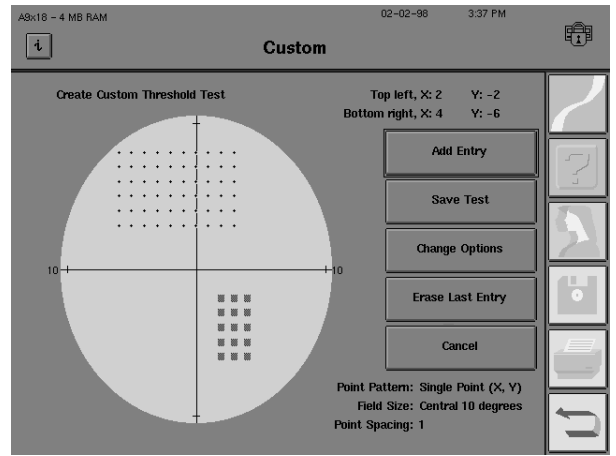 A9x18 – 4 MB RAM
02-02-98 3:37 PM
i
Custom
Create Custom Threshold Test
Top left, X: 2 Y: -2
Bottom right, X: 4 Y: -6
Add Entry
?
Save Test
Change Options
10 10
Erase Last Entry
Cancel
Point Pattern: Single Point (X, Y)
Field Size: Central 10 degrees
Point Spacing: 1